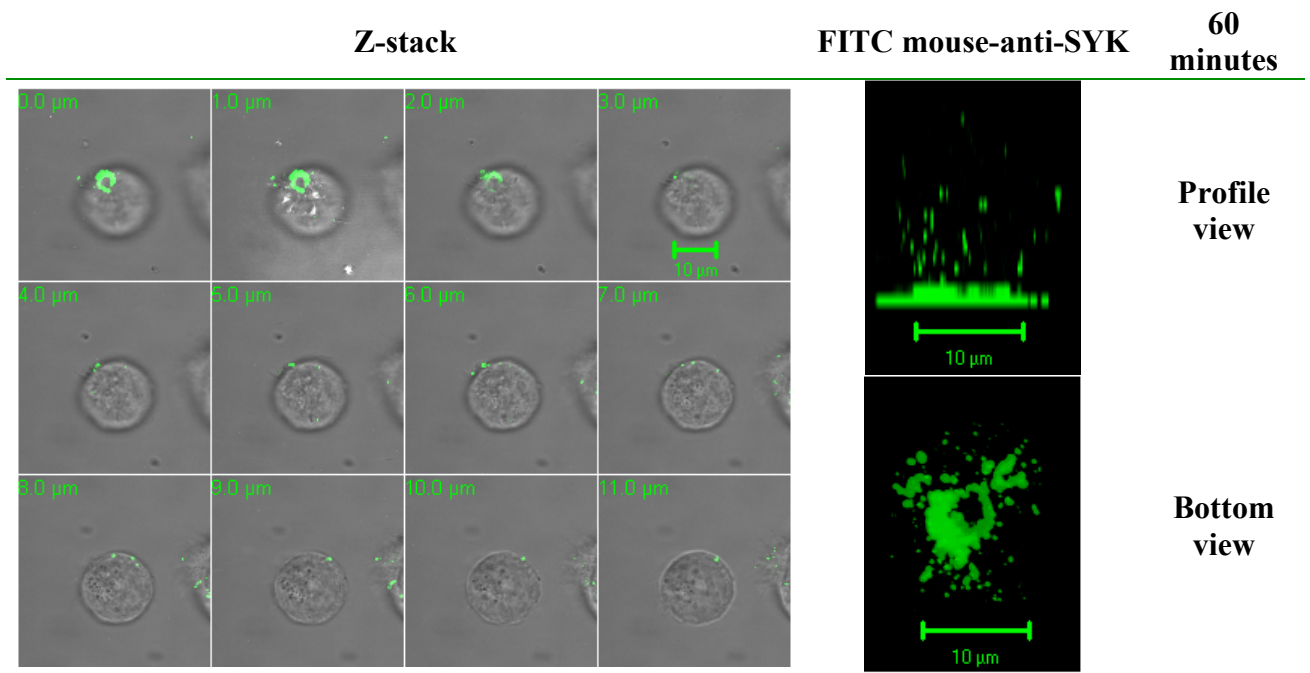 Z-stack
FITC mouse-anti-SYK
60
minutes
0.0 µm
1.0 µm
2.0 µm
3.0 µm
10 µm
4.0 µm
5.0 µm
6.0 µm
7.0 µm
8.0 µm
9.0 µm
10.0 µm
11.0 µm
10 µm
Profile
view
10 µm
Bottom
view